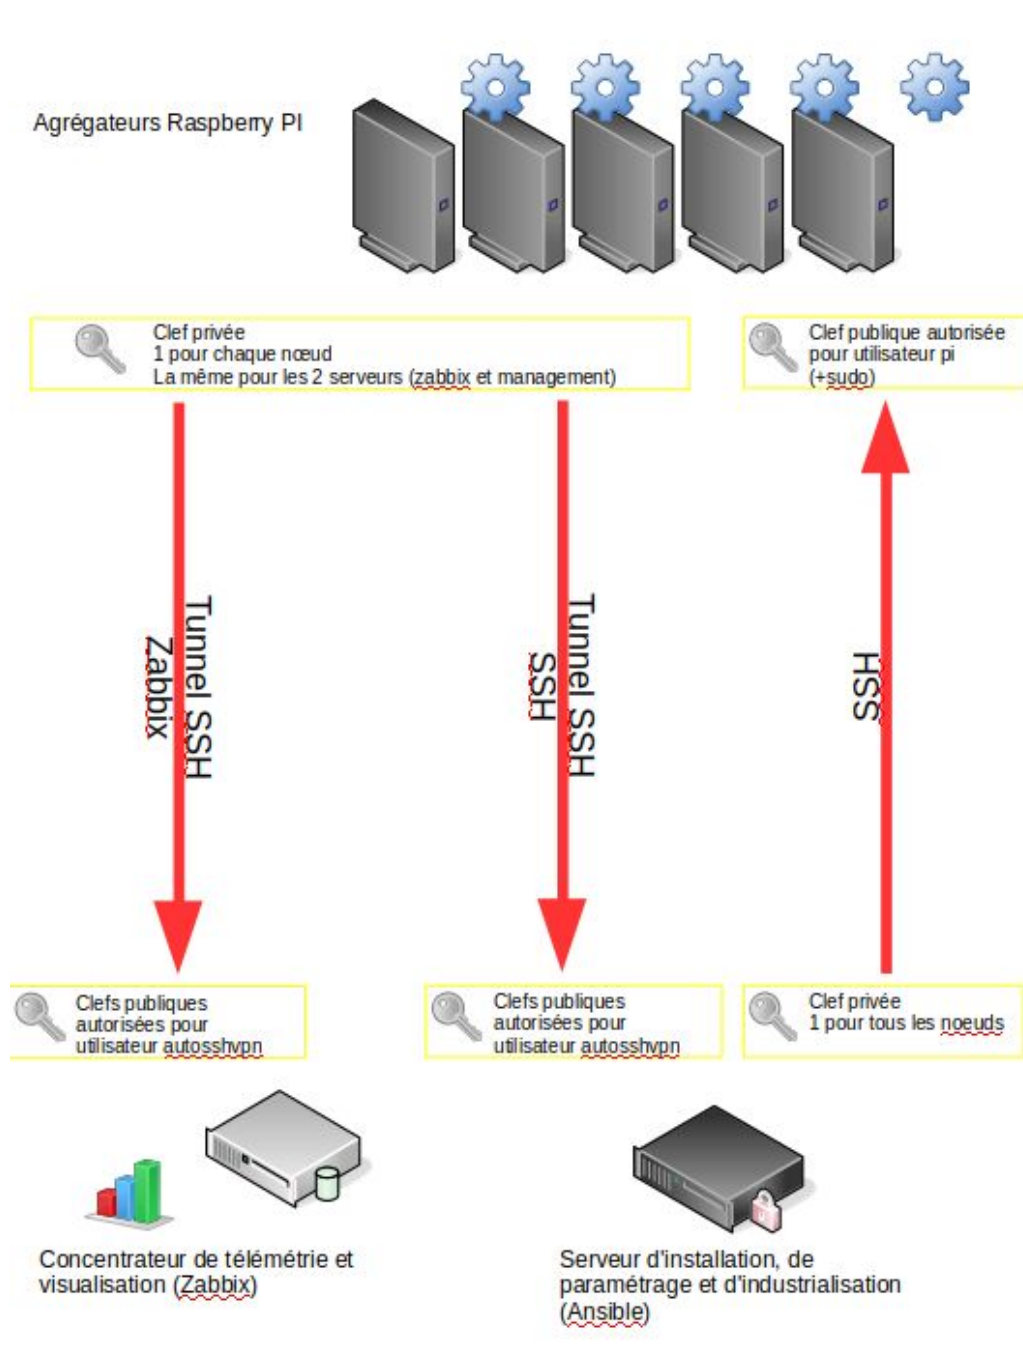 Agrégateurs Raspberry PI
Clef privée
1 pour chaque nœud
La même pour les 2 serveurs (zabbix et management)
Clef publique autorisée
pour utilisateur pi
(+sudo)
Tunnel SSH
Zabbix
Tunnel SSH
SSH
SSH
Clefs publiques
autorisées pour
utilisateur autosshvpn
Clefs publiques
autorisées pour
utilisateur autosshvpn
Clef privée
1 pour tous les noeuds
Concentrateur de télémétrie et
visualisation (Zabbix)
Serveur d'installation, de
paramétrage et d'industrialisation
(Ansible)